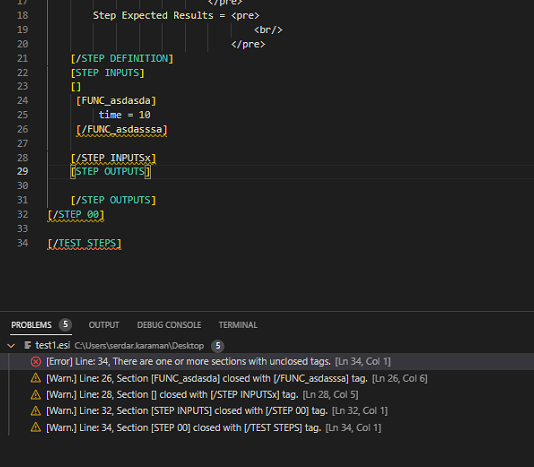 17 </pre>
18 Step Expected Results = <pre>
19 <br/>
20 </pre>
21 [/STEP DEFINITION]
22 [STEP INPUTS]
23 []
24 [FUNC_asdasda]
25 time = 10
26 [/FUNC_asdasssa]
27
28 [/STEP INPUTSx]
29 [STEP OUTPUTS]
30
31 [/STEP OUTPUTS]
32 [/STEP 00]
33
34 [/TEST STEPS]
PROBLEMS 5 OUTPUT DEBUG CONSOLE TERMINAL
test1.esi C:\Users\serdar.karaman\Desktop 5
[Error] Line: 34, There are one or more sections with unclosed tags. [Ln 34, Col 1]
[Warn.] Line: 26, Section [FUNC_asdasda] closed with [/FUNC_asdasssa] tag. [Ln 26, Col 6]
[Warn.] Line: 28, Section [] closed with [/STEP INPUTSx] tag. [Ln 28, Col 5]
[Warn.] Line: 32, Section [STEP INPUTS] closed with [/STEP 00] tag. [Ln 32, Col 1]
[Warn.] Line: 34, Section [STEP 00] closed with [/TEST STEPS] tag. [Ln 34, Col 1]